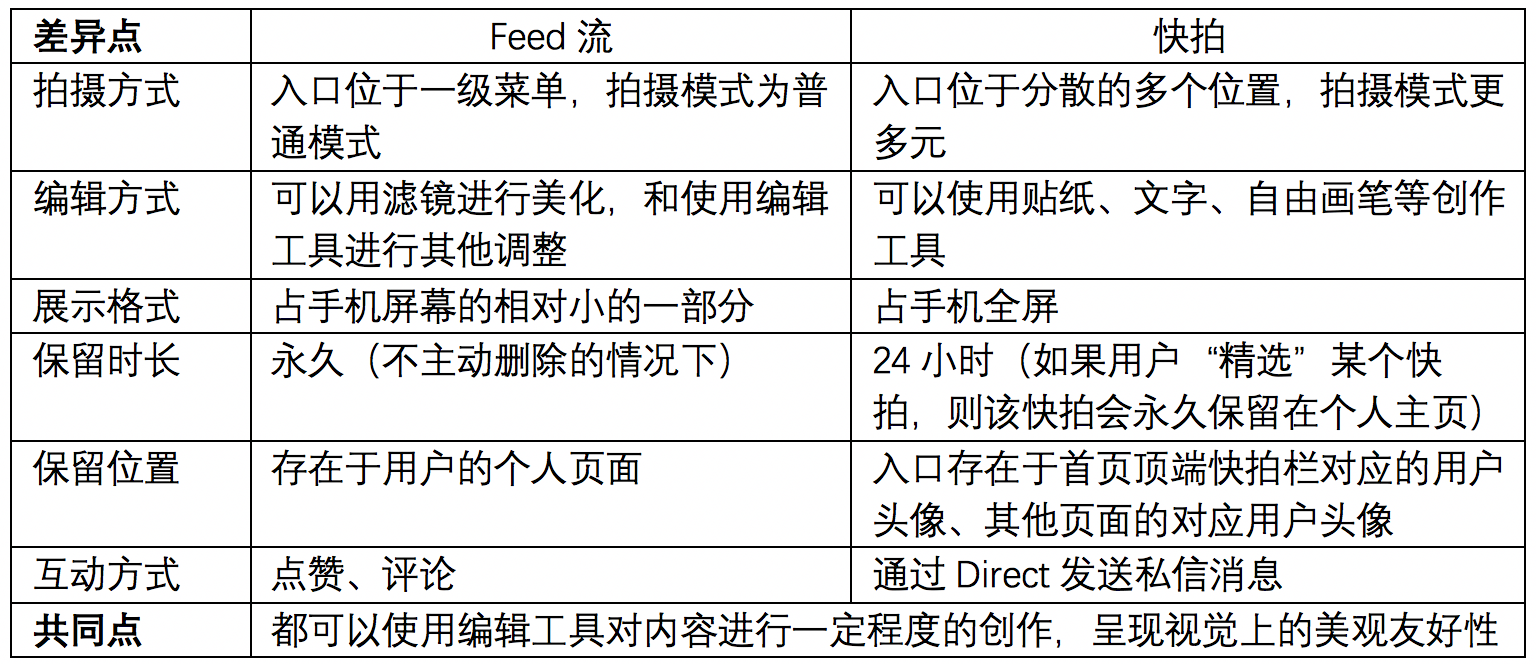 差异点 Feed 流 快拍
拍摄方式 入口位于一级菜单，拍摄模式为普 入口位于分散的多个位置，拍摄模式更
通模式 多元
编辑方式 可以用滤镜进行美化，和使用编辑 可以使用贴纸、文字、自由画笔等创作
工具进行其他调整 工具
展示格式 占手机屏幕的相对小的一部分 占手机全屏
保留时长 永久（不主动删除的情况下） 24 小时（如果用户“精选”某个快
拍，则该快拍会永久保留在个人主页）
保留位置 存在于用户的个人页面 入口存在于首页顶端快拍栏对应的用户
头像、其他页面的对应用户头像
互动方式 点赞、评论 通过 Direct 发送私信消息
共同点 都可以使用编辑工具对内容进行一定程度的创作，呈现视觉上的美观友好性